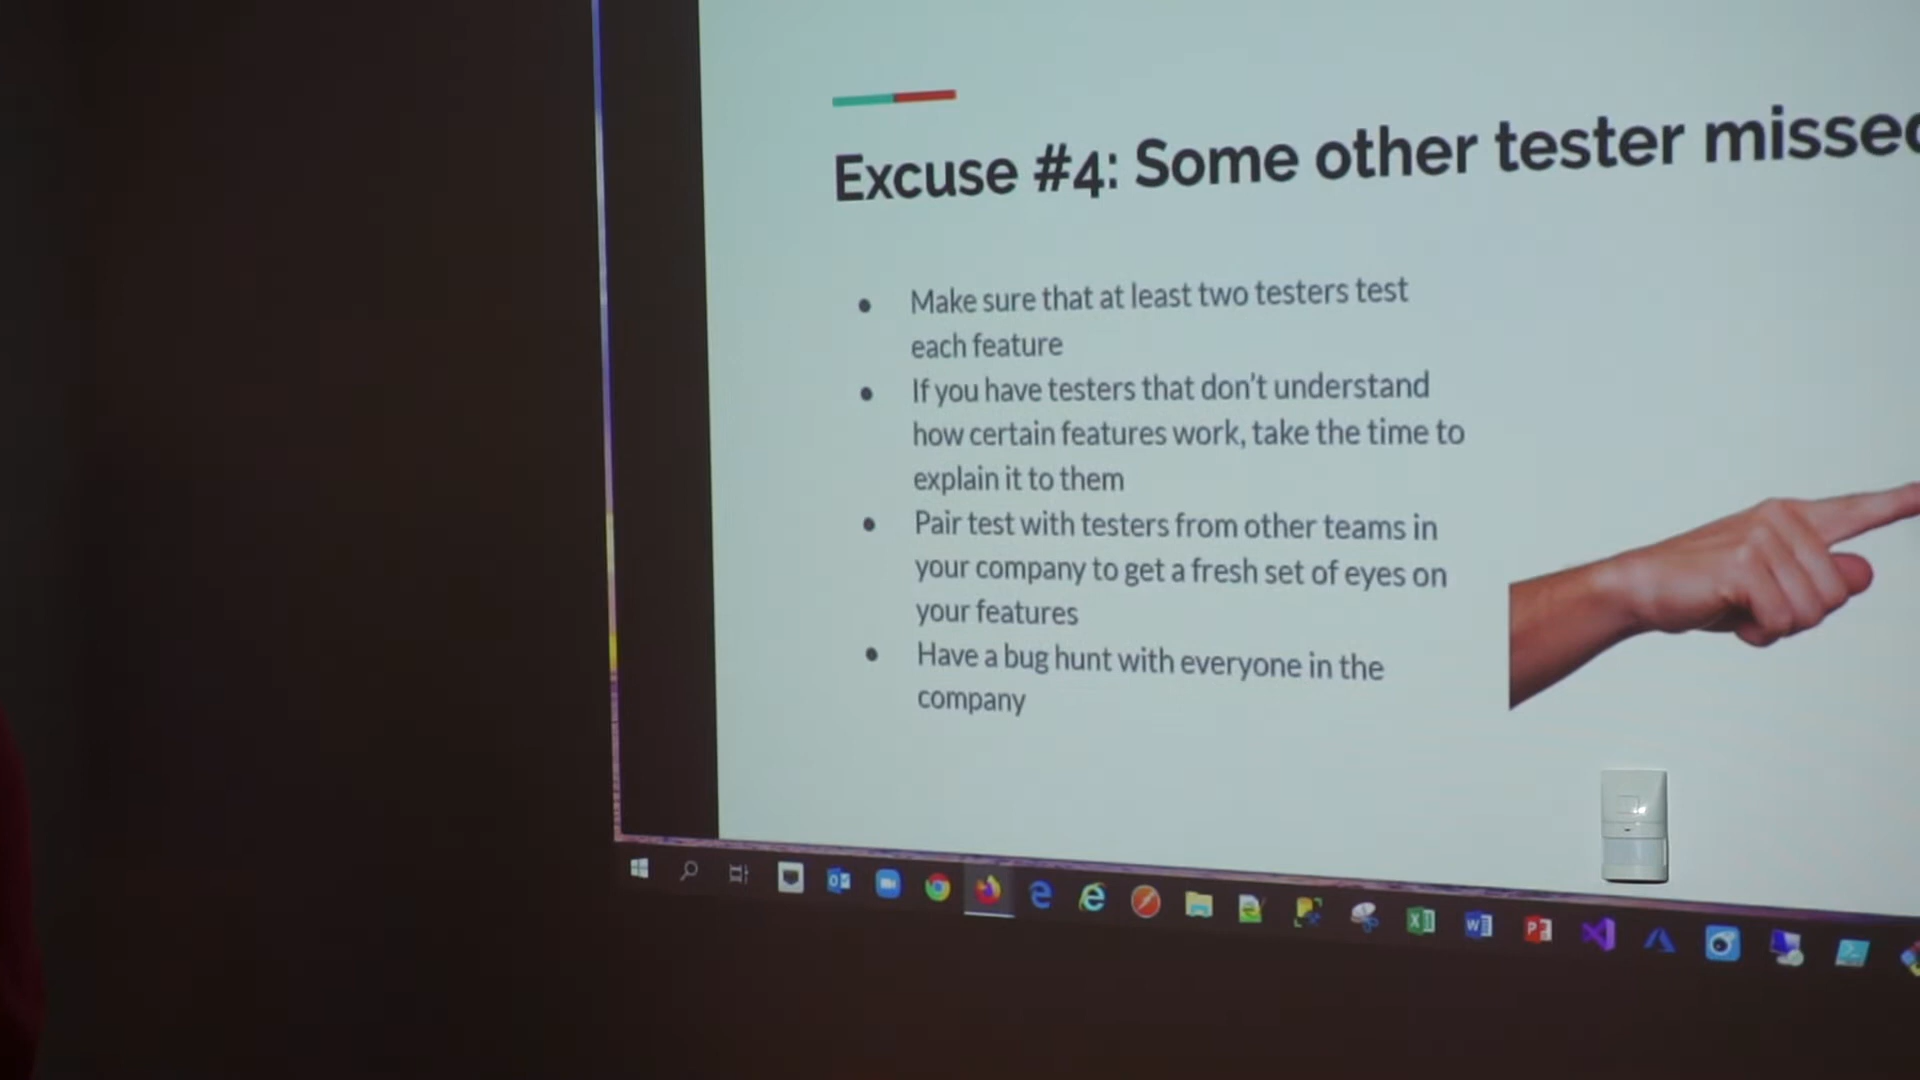 Excuse #4: Some other tester missed
● Make sure that at least two testers test
each feature
● If you have testers that don't understand
how certain features work, take the time to
explain it to them
● Pair test with testers from other teams in
your company to get a fresh set of eyes on
your features
● Have a bug hunt with everyone in the
company